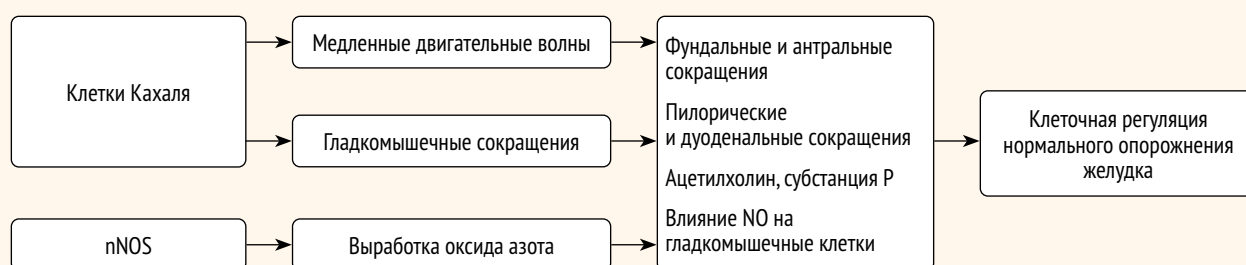 Клетки Кахаля
Медленные двигательные волны
Гладкомышечные сокращения
nNOS
Выработка оксида азота
Фундальные и антральные
сокращения
Пилорические
и дуоденальные сокращения
Ацетилхолин, субстанция P
Влияние NO на
гладкомышечные клетки
Клеточная регуляция
нормального опорожнения
желудка